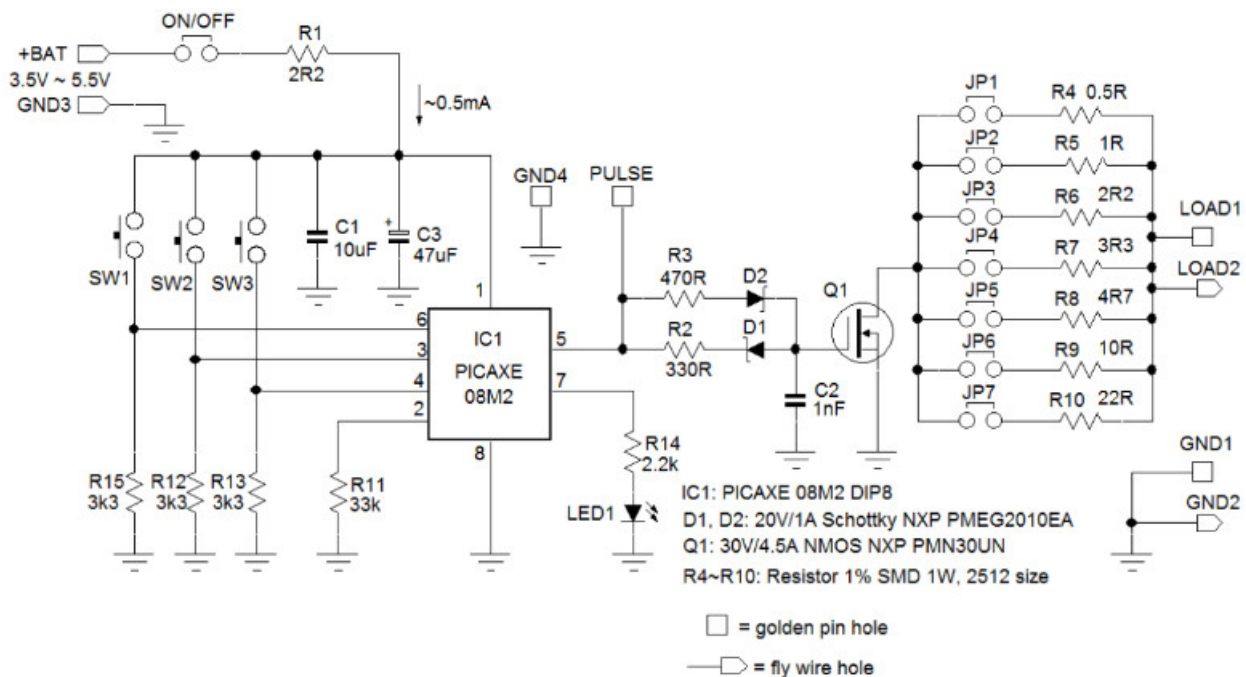 ON/OFF
+BAT
R1
2R2
3.5V ~ 5.5V
GND3
~0.5mA
SW1
SW2
SW3
C1
10uF
+
C3
47uF
GND4
PULSE
1
6
3
4
2
IC1
PICAXE
08M2
5
7
8
R3
470R
D2
R2
330R
D1
C2
1nF
Q1
JP1
R4 0.5R
JP2
R5 1R
JP3
R6 2R2
JP4
R7 3R3
JP5
R8 4R7
JP6
R9 10R
JP7
R10 22R
LOAD1
LOAD2
R15
3k3
R12
3k3
R13
3k3
R11
33k
R14
2.2k
LED1
GND1
GND2
IC1: PICAXE 08M2 DIP8
D1, D2: 20V/1A Schottky NXP PMEG2010EA
Q1: 30V/4.5A NMOS NXP PMN30UN
R4~R10: Resistor 1% SMD 1W, 2512 size
= golden pin hole
= fly wire hole